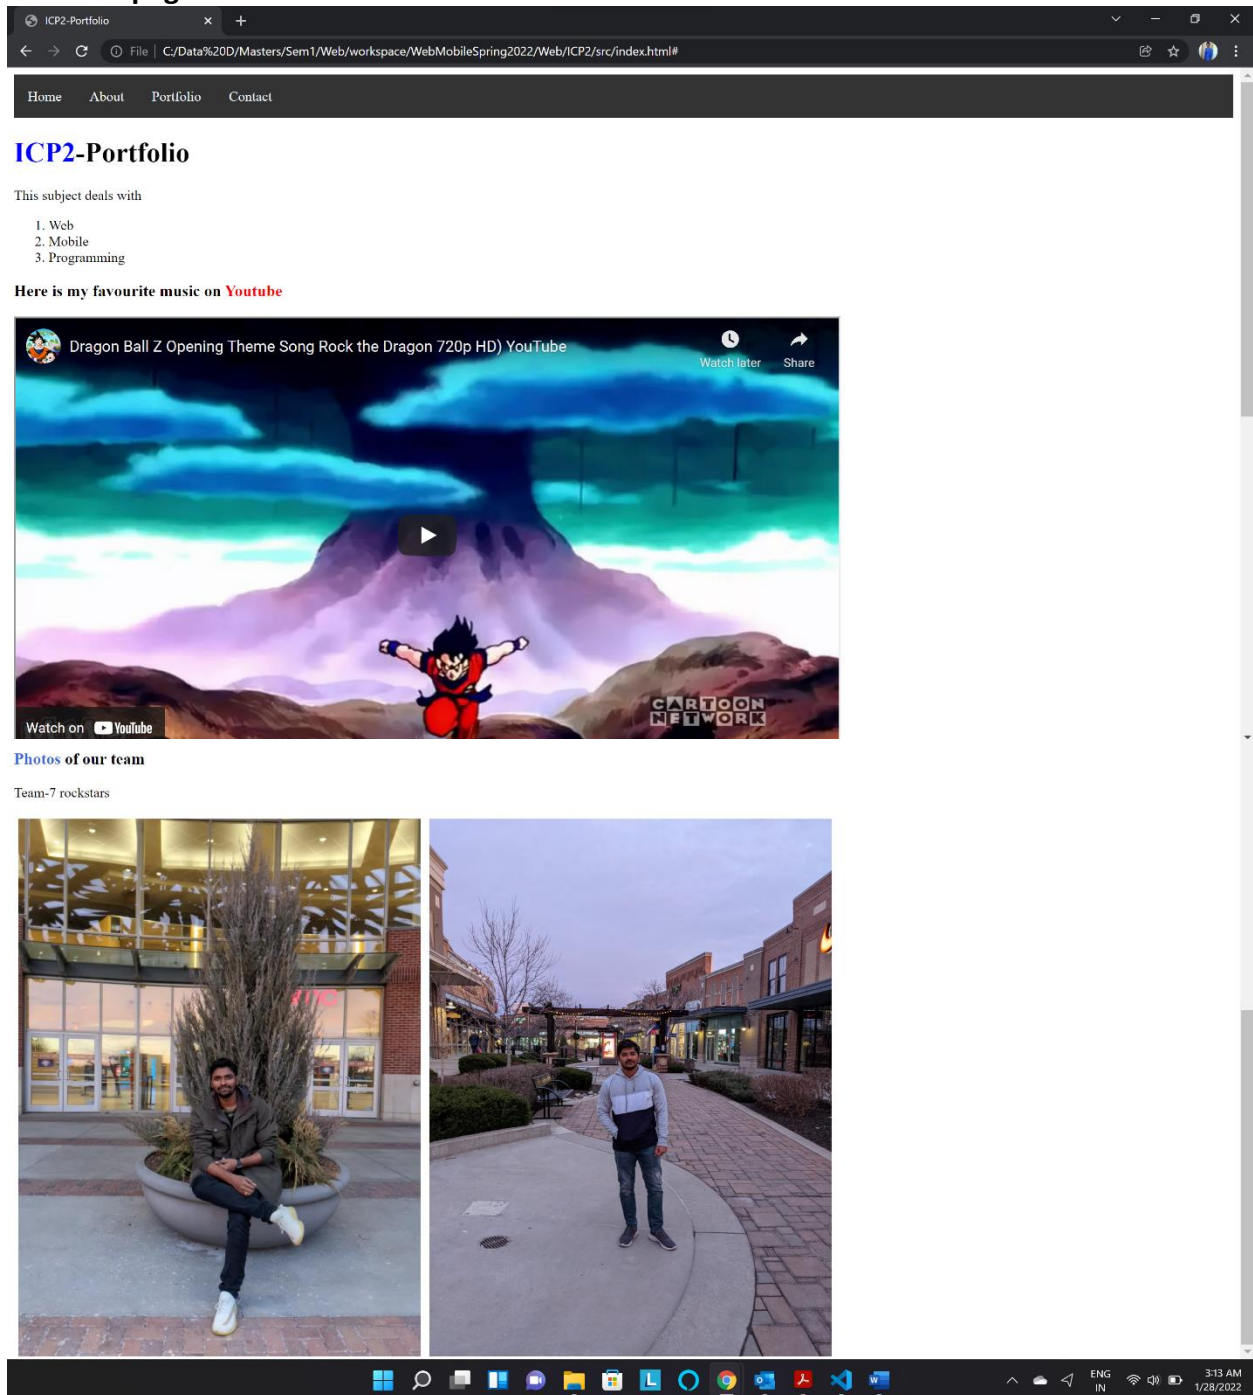 ICP2-Portfolio
File | C:/Data%20D/Masters/Sem1/Web/workspace/WebMobileSpring2022/Web/ICP2/src/index.html#
Home About Portfolio Contact
ICP2-Portfolio
This subject deals with
1. Web
2. Mobile
3. Programming
Here is my favourite music on Youtube
Dragon Ball Z Opening Theme Song Rock the Dragon 720p HD) YouTube
Watch later Share
CARTOON
NETWORK
Watch on YouTube
Photos of our team
Team-7 rockstars
ENG
IN
3:13 AM
1/28/2022